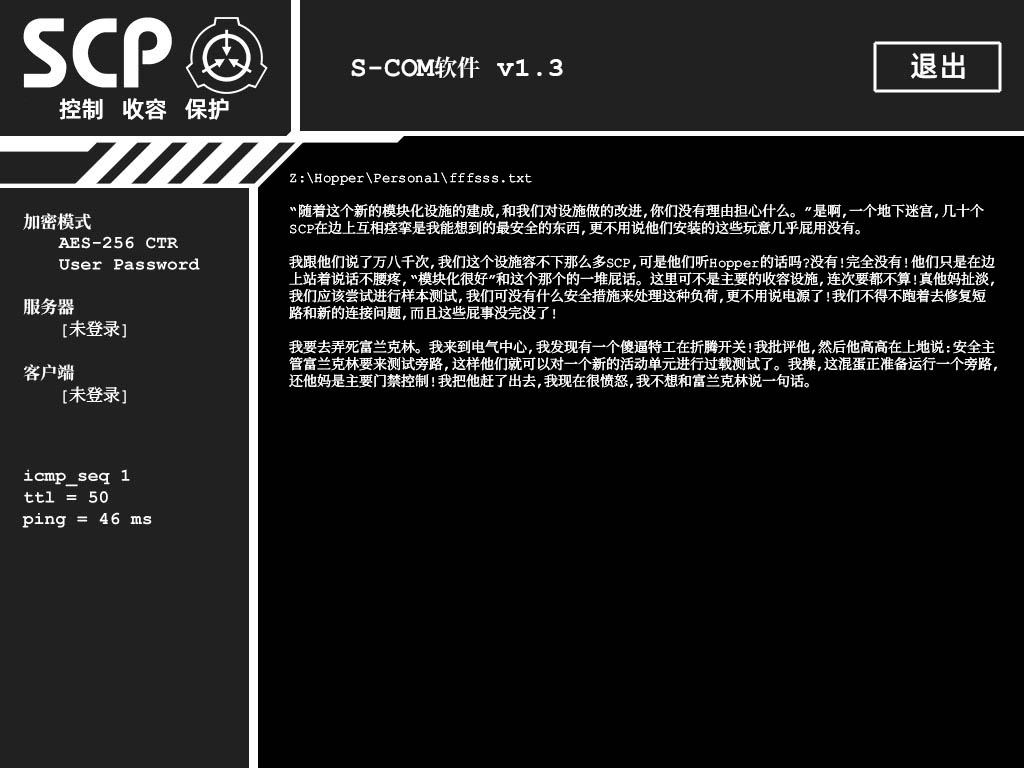 SCP
控制 收容 保护
S-COM软件 v1.3
退出
加密模式
AES-256 CTR
User Password
服务器
[未登录]
客户端
[未登录]
icmp_seq 1
ttl = 50
ping = 46 ms
Z:\Hopper\Personal\fffsss.txt
“随着这个新的模块化设施的建成,和我们对设施做的改进,你们没有理由担心什么。”是啊,一个地下迷宫,几十个
SCP在边上互相痉挛是我能想到的最安全的东西,更不用说他们安装的这些玩意几乎屁用没有。
我跟他们说了万八千次,我们这个设施容不下那么多SCP,可是他们听Hopper的话吗?没有!完全没有!他们只是在边
上站着说话不腰疼,“模块化很好”和这个那个的一堆屁话。这里可不是主要的收容设施,连次要都不算!真他妈扯淡,
我们应该尝试进行样本测试,我们可没有什么安全措施来处理这种负荷,更不用说电源了!我们不得不跑着去修复短
路和新的连接问题,而且这些屁事没完没了!
我要去弄死富兰克林。我来到电气中心,我发现有一个傻逼特工在折腾开关!我批评他,然后他高高在上地说:安全主
管富兰克林要来测试旁路,这样他们就可以对一个新的活动单元进行过载测试了。我操,这混蛋正准备运行一个旁路,
还他妈是主要门禁控制!我把他赶了出去,我现在很愤怒,我不想和富兰克林说一句话。